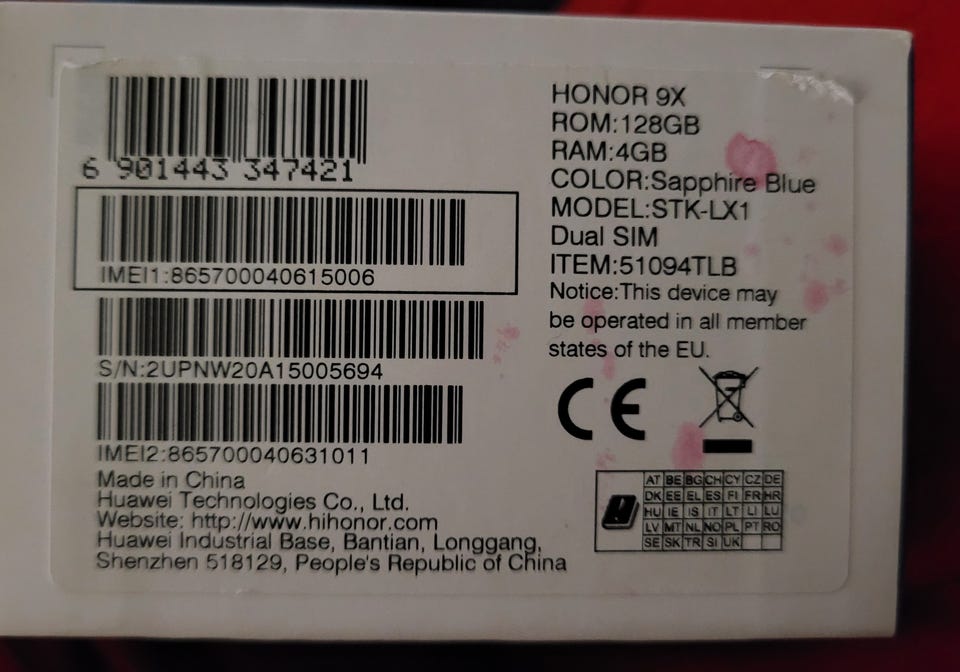 6 901443 347421
IMEI1:865700040615006
S/N:2UPNW20A15005694
IMEI2:865700040631011
Made in China
Huawei Technologies Co., Ltd.
Website: http://www.hihonor.com
Huawei Industrial Base, Bantian, Longgang,
Shenzhen 518129, People's Republic of China
HONOR 9X
ROM:128GB
RAM:4GB
COLOR:Sapphire Blue
MODEL:STK-LX1
Dual SIM
ITEM:51094TLB
Notice:This device may
be operated in all member
states of the EU.
CE
AT BE BG CH CY CZ DE
DK EE EL ES FI FR HR
HU IE IS IT LT LI LU
LV MT NL NO PL PT RO
SE SK TR SI UK